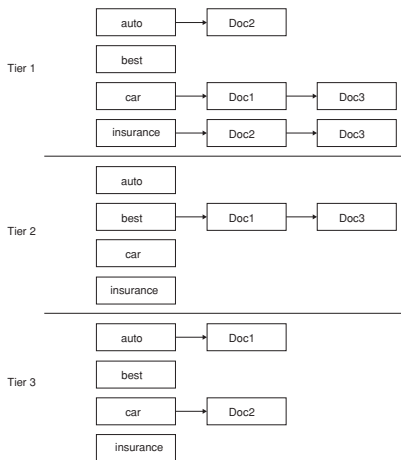 auto Doc2
Tier 1
best
car Doc1 Doc3
insurance Doc2 Doc3
auto
best Doc1 Doc3
Tier 2
car
insurance
auto Doc1
best
Tier 3
car Doc2
insurance